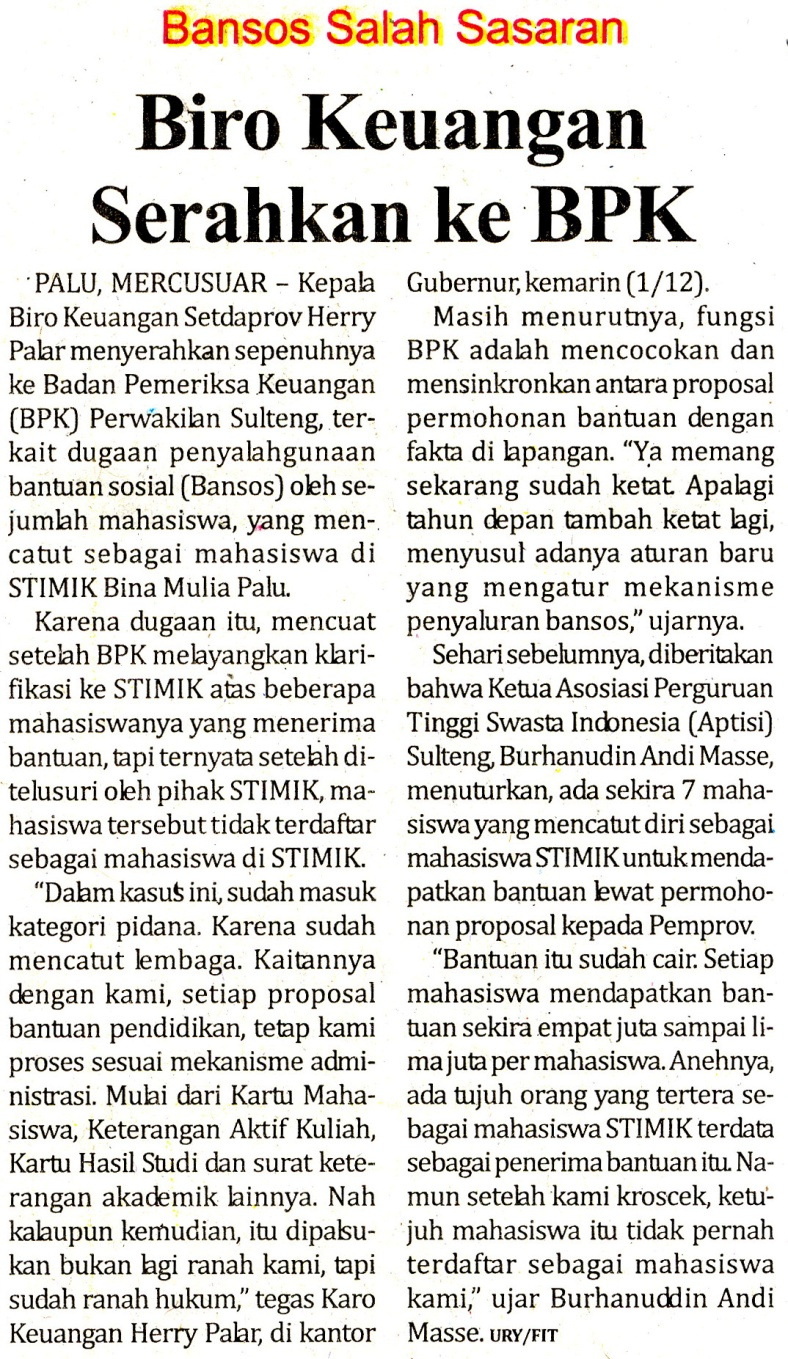 Bansos Salah Sasaran
Biro Keuangan
Serahkan ke BPK
PALU, MERCUSUAR – Kepala
Biro Keuangan Setdaprov Herry
Palar menyerahkan sepenuhnya
ke Badan Pemeriksa Keuangan
(BPK) Perwakilan Sulteng, ter-
kait dugaan penyalahgunaan
bantuan sosial (Bansos) oleh se-
jumlah mahasiswa, yang men-
catut sebagai mahasiswa di
STIMIK Bina Mulia Palu.
Karena dugaan itu, mencuat
setelah BPK melayangkan klari-
fikasi ke STIMIK atas beberapa
mahasiswanya yang menerima
bantuan, tapi ternyata setelah di-
telusuri oleh pihak STIMIK, ma-
hasiswa tersebut tidak terdaftar
sebagai mahasiswa di STIMIK.
“Dalam kasus ini, sudah masuk
kategori pidana. Karena sudah
mencatut lembaga. Kaitannya
dengan kami, setiap proposal
bantuan pendidikan, tetap kami
proses sesuai mekanisme admi-
nistrasi. Mulai dari Kartu Maha-
siswa, Keterangan Aktif Kuliah,
Kartu Hasil Studi dan surat kete-
rangan akademik lainnya. Nah
kalaupun kemudian, itu dipalsu-
kan bukan lagi ranah kami, tapi
sudah ranah hukum,” tegas Karo
Keuangan Herry Palar, di kantor
Gubernur, kemarin (1/12).
Masih menurutnya, fungsi
BPK adalah mencocokan dan
mensinkronkan antara proposal
permohonan bantuan dengan
fakta di lapangan. “Ya memang
sekarang sudah ketat. Apalagi
tahun depan tambah ketat lagi,
menyusul adanya aturan baru
yang mengatur mekanisme
penyaluran bansos,” ujarnya.
Sehari sebelumnya, diberitakan
bahwa Ketua Asosiasi Perguruan
Tinggi Swasta Indonesia (Aptisi)
Sulteng, Burhanudin Andi Masse,
menuturkan, ada sekira 7 maha-
siswa yang mencatut diri sebagai
mahasiswa STIMIK untuk menda-
patkan bantuan lewat permoho-
nan proposal kepada Pemprov.
“Bantuan itu sudah cair. Setiap
mahasiswa mendapatkan ban-
tuan sekira empat juta sampai li-
ma juta per mahasiswa. Anehnya,
ada tujuh orang yang tertera se-
bagai mahasiswa STIMIK terdata
sebagai penerima bantuan itu. Na-
mun setelah kami kroscek, ketu-
juh mahasiswa itu tidak pernah
terdaftar sebagai mahasiswa
kami,” ujar Burhanuddin Andi
Masse. URY/FIT